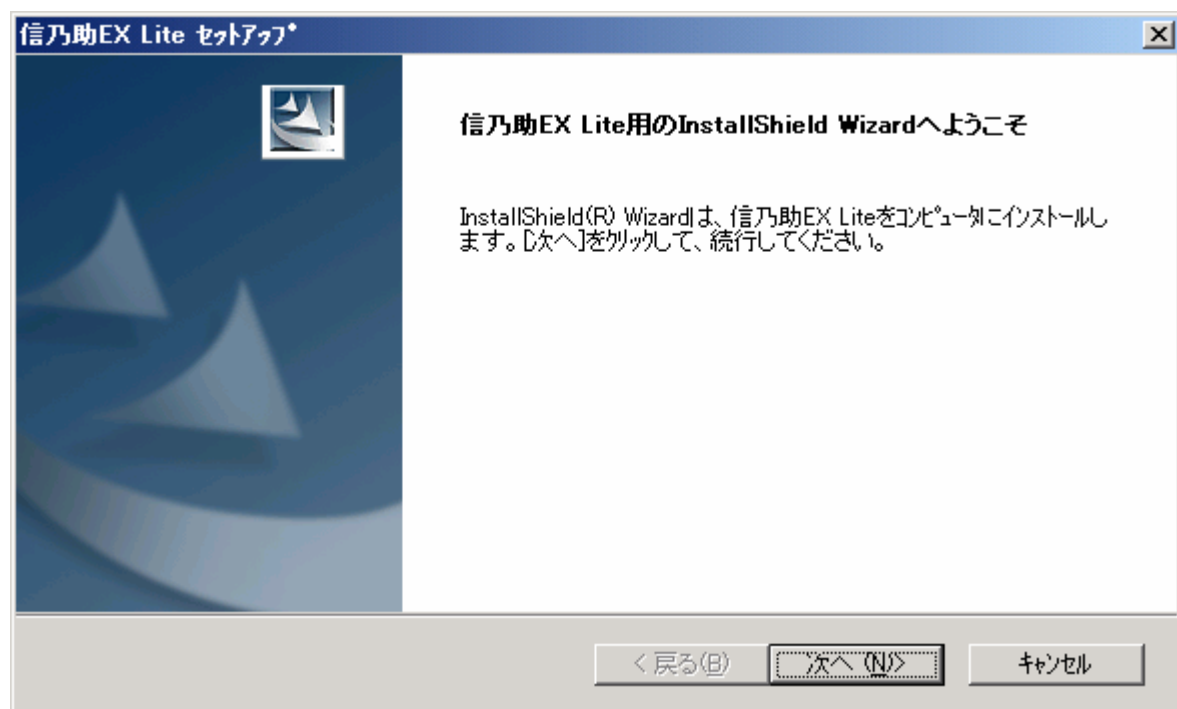 信乃助EX Lite ｾｯﾄｱｯﾌﾟ
信乃助EX Lite用のInstallShield Wizardへようこそ
InstallShield(R) Wizardは、信乃助EX Liteをｺﾝﾋﾟｭｰﾀにｲﾝｽﾄｰﾙし
ます。[次へ]をｸﾘｯｸして、続行してください。
< 戻る(B)
次へ (N)>
ｷｬﾝｾﾙ